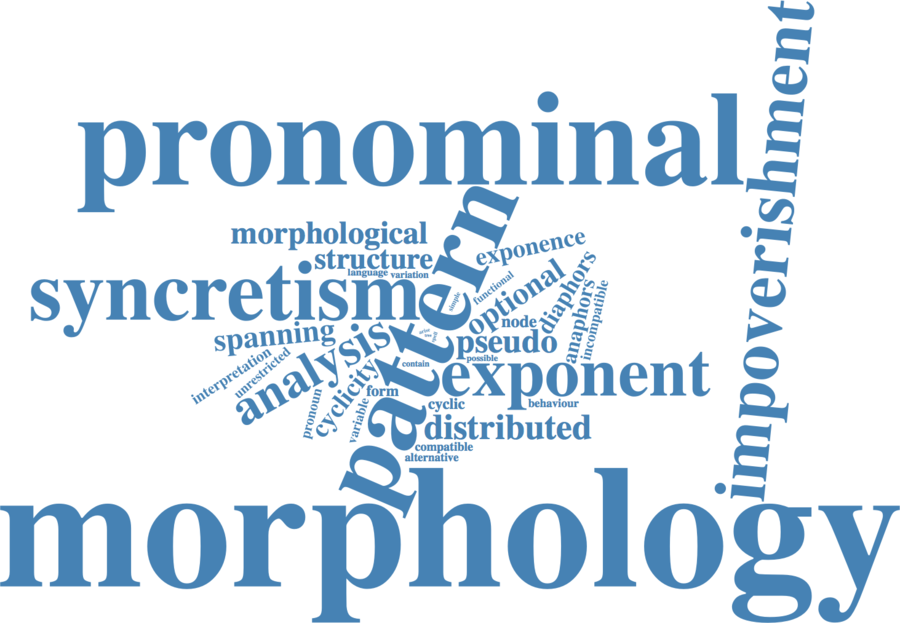 impoverishment
pronominal
morphological
exponence
structure
language variation
functional
optional
diaphors
syncretism
simple
anaphors
incompatible
pattern
node
spanning
analysis
pseudo
possible
interpretation
unrestricted
contain
exponent
cyclicity
form
pronoun
variable
cyclic
behaviour
distributed
compatible
alternative
morphology